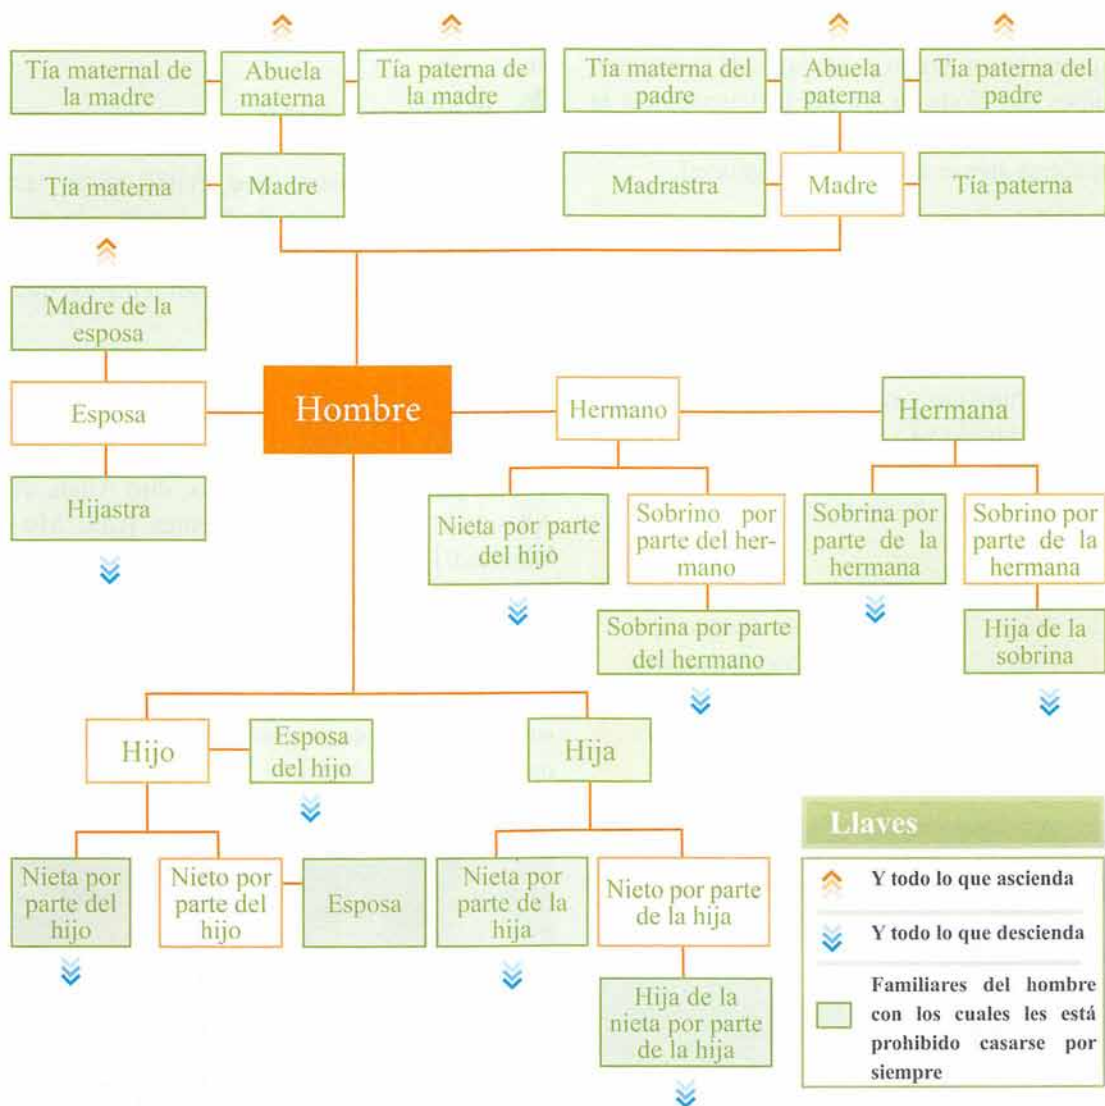 Tía maternal de
la madre
Abuela
materna
Tía paterna de
la madre
Tía materna del
padre
Abuela
paterna
Tía paterna del
padre
Tía materna
Madre
Madrastra
Madre
Tía paterna
Madre de la
esposa
Esposa
Hijastra
Hombre
Hermano
Hermana
Nieta por parte
del hijo
Sobrino por
parte del her-
mano
Sobrina por
parte de la
hermana
Sobrino por
parte de la
hermana
Sobrina por parte
del hermano
Hija de la
sobrina
Hijo
Esposa
del hijo
Hija
Nieta por
parte del
hijo
Nieto por
parte del
hijo
Esposa
Nieta por
parte de la
hija
Nieto por parte
de la hija
Hija de la
nieta por parte
de la hija
Llaves
Y todo lo que ascienda
Y todo lo que descienda
Familiares del hombre
con los cuales les está
prohibido casarse por
siempre